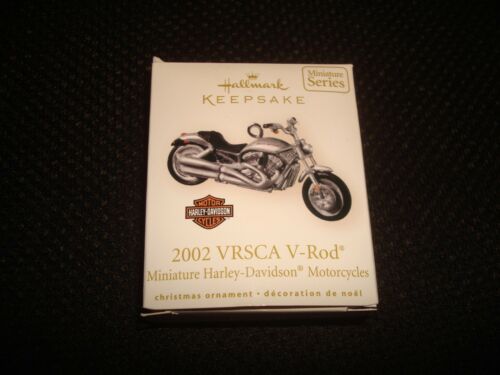 Hallmark
KEEPSAKE
Miniature
Series
MOTOR
HARLEY-DAVIDSON
CYCLES
2002 VRSCA V-Rod®
Miniature Harley-Davidson® Motorcycles
christmas ornament • décoration de noël